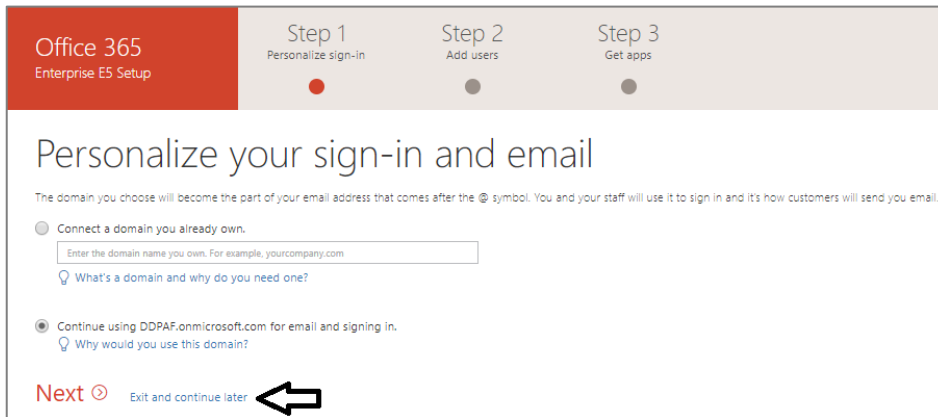 Office 365
Enterprise E5 Setup
Step 1
Personalize sign-in
Step 2
Add users
Step 3
Get apps
Personalize your sign-in and email
The domain you choose will become the part of your email address that comes after the @ symbol. You and your staff will use it to sign in and it's how customers will send you email.
Connect a domain you already own.
Enter the domain name you own. For example, yourcompany.com
What's a domain and why do you need one?
Continue using DDPAF.onmicrosoft.com for email and signing in.
Why would you use this domain?
Next
Exit and continue later